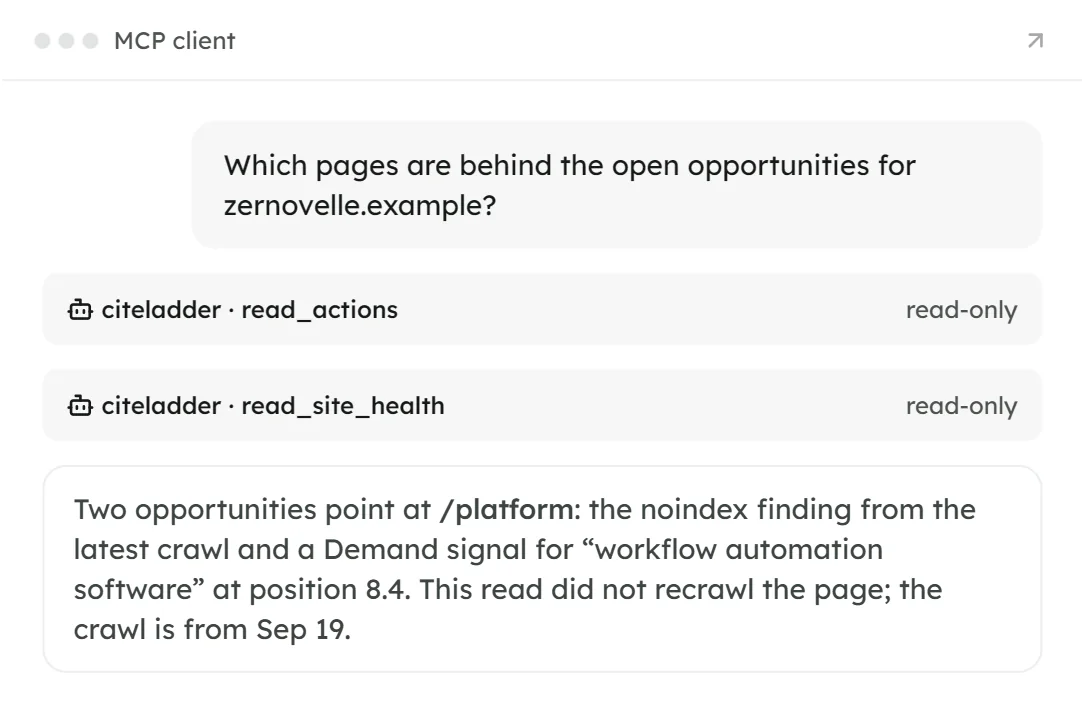 MCP client
Which pages are behind the open opportunities for
zernovelle.example?
citeladder · read_actions read-only
citeladder · read_site_health read-only
Two opportunities point at /platform: the noindex finding from the
latest crawl and a Demand signal for “workflow automation
software” at position 8.4. This read did not recrawl the page; the
crawl is from Sep 19.